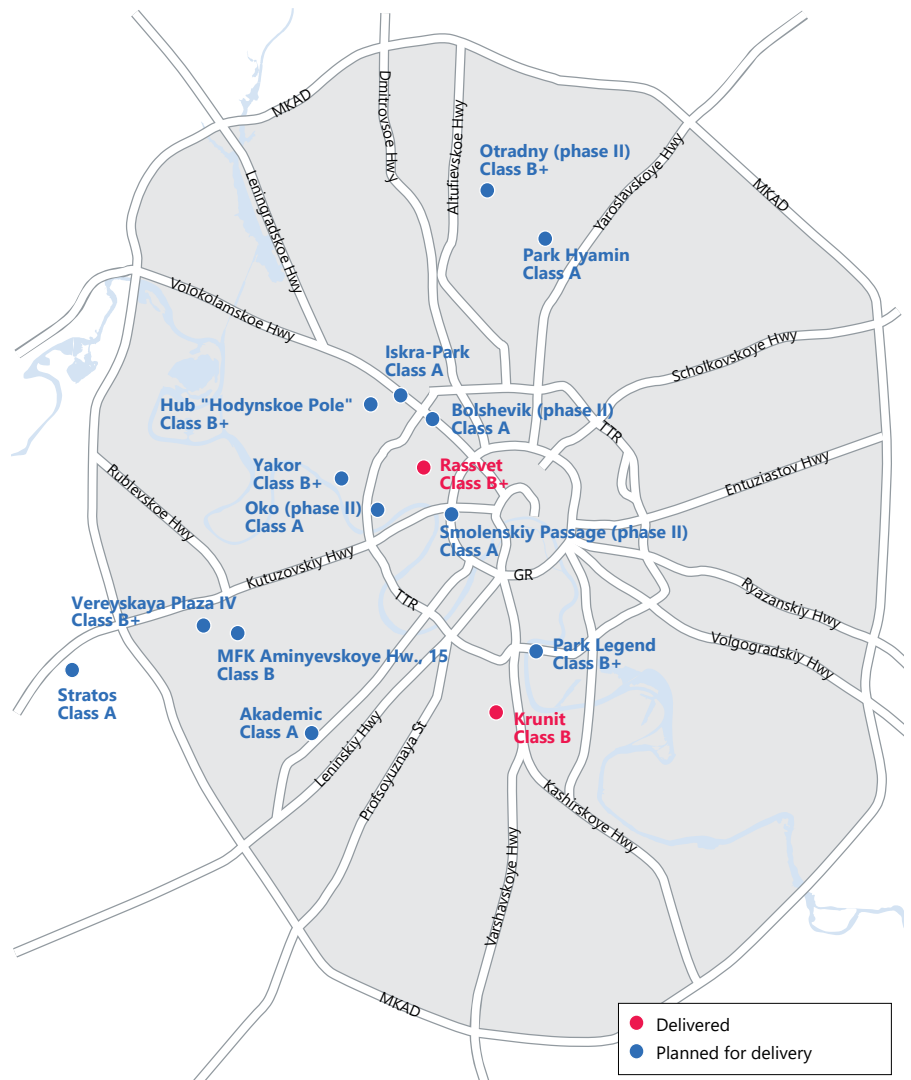 MKAD
Dmitrovsoe Hwy
Altufievskoe Hwy
Otradny (phase II)
Class B+
Yaroslavskoye Hwy
MKAD
Leningradskoe Hwy
Park Hyamin
Class A
Volokolamskoe Hwy
Scholkovskoye Hwy
Iskra-Park
Class A
Hub "Hodynskoe Pole"
Class B+
Bolshevik (phase II)
Class A
TTR
Rassvet
Class B+
Yakor
Class B+
Entuziastov Hwy
Rublevskoe Hwy
Oko (phase II)
Class A
Smolenskiy Passage (phase II)
Class A
Kutuzovskiy Hwy
GR
Ryazanskiy Hwy
TTR
Vereyskaya Plaza IV
Class B+
Volgogradskiy Hwy
MFK Aminyevskoye Hw., 15
Class B
Park Legend
Class B+
Stratos
Class A
Akademic
Class A
Krunit
Class B
Leninskiy Hwy
Profsoyuznaya St
Kashirskoye Hwy
Varshavskoye Hwy
MKAD
Delivered
Planned for delivery